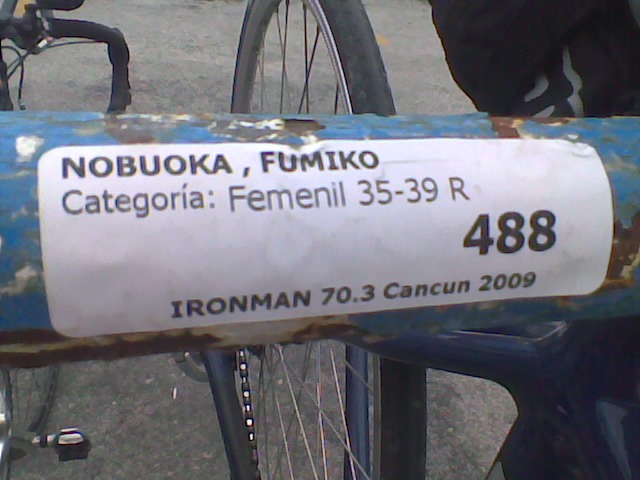 NOBUOKA , FUMIKO
Categoría: Femenil 35-39 R
488
IRONMAN 70.3 Cancun 2009